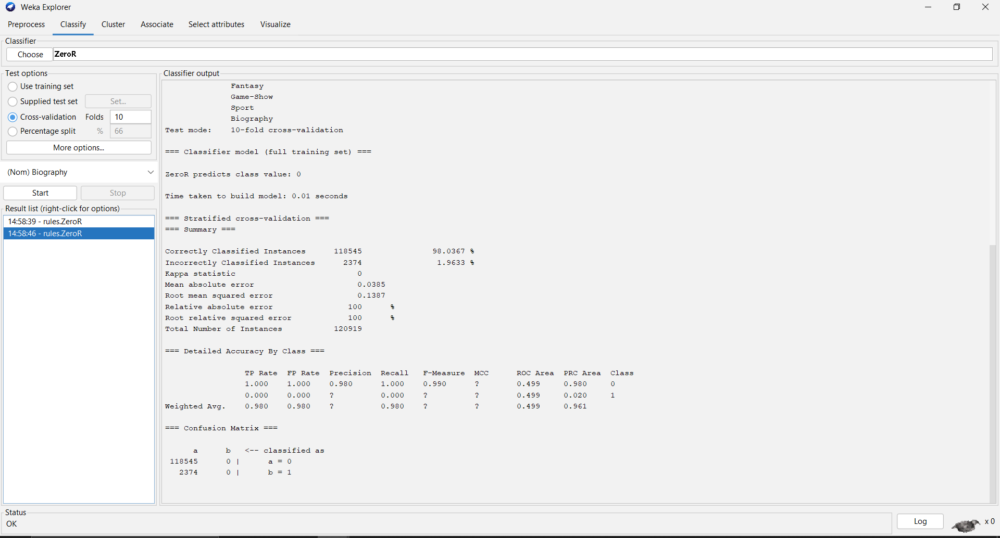 Weka Explorer
Preprocess Classify Cluster Associate Select attributes Visualize
Classifier
Choose ZeroR
Test options
Use training set
Supplied test set Set...
Cross-validation Folds 10
Percentage split % 66
More options...
(Nom) Biography
Start Stop
Result list (right-click for options)
14:58:39 - rules.ZeroR
14:58:46 - rules.ZeroR
Classifier output
Fantasy
Game-Show
Sport
Biography
Test mode: 10-fold cross-validation
=== Classifier model (full training set) ===
ZeroR predicts class value: 0
Time taken to build model: 0.01 seconds
=== Stratified cross-validation ===
=== Summary ===
Correctly Classified Instances 118545 98.0367 %
Incorrectly Classified Instances 2374 1.9633 %
Kappa statistic 0
Mean absolute error 0.0385
Root mean squared error 0.1387
Relative absolute error 100 %
Root relative squared error 100 %
Total Number of Instances 120919
=== Detailed Accuracy By Class ===
TP Rate FP Rate Precision Recall F-Measure MCC ROC Area PRC Area Class
1.000 1.000 0.980 1.000 0.990 ? 0.499 0.980 0
0.000 0.000 ? 0.000 ? ? 0.499 0.020 1
Weighted Avg. 0.980 0.980 ? 0.980 ? ? 0.499 0.961
=== Confusion Matrix ===
a b <-- classified as
118545 0 | a = 0
2374 0 | b = 1
Status
OK
Log x 0